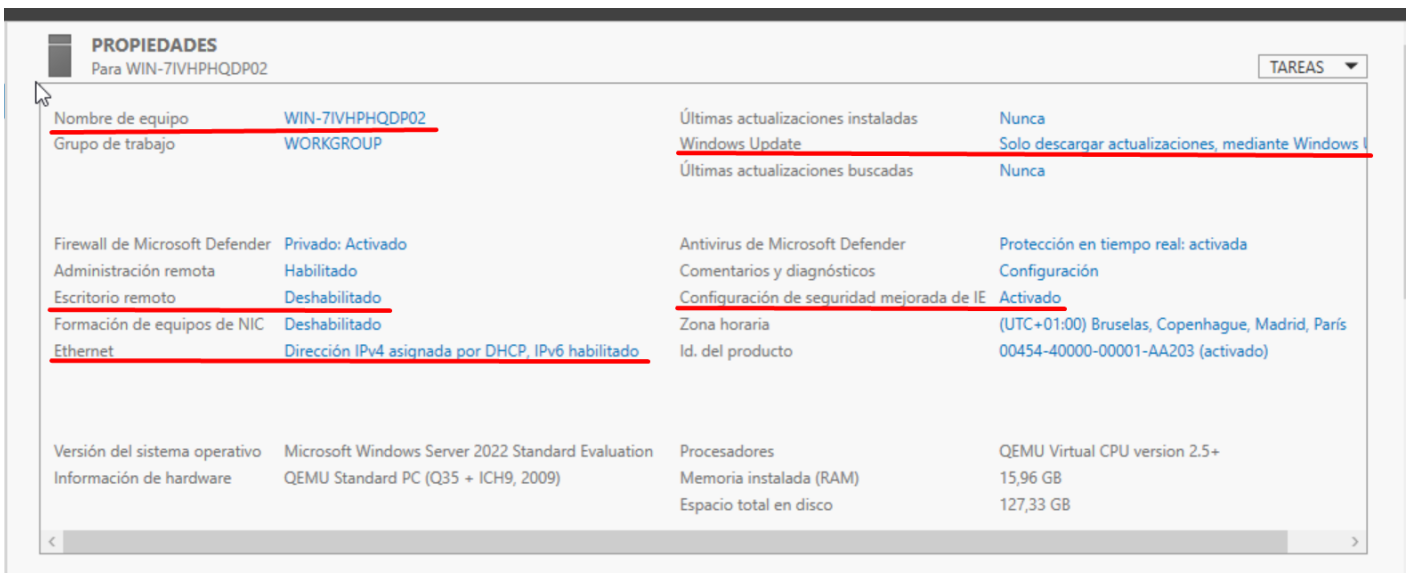 PROPIEDADES
Para WIN-7IVHPHQDP02
TAREAS
Nombre de equipo WIN-7IVHPHQDP02
Grupo de trabajo WORKGROUP
Últimas actualizaciones instaladas Nunca
Windows Update Solo descargar actualizaciones, mediante Windows U
Últimas actualizaciones buscadas Nunca
Firewall de Microsoft Defender Privado: Activado
Administración remota Habilitado
Escritorio remoto Deshabilitado
Formación de equipos de NIC Deshabilitado
Ethernet Dirección IPv4 asignada por DHCP, IPv6 habilitado
Antivirus de Microsoft Defender Protección en tiempo real: activada
Comentarios y diagnósticos Configuración
Configuración de seguridad mejorada de IE Activado
Zona horaria (UTC+01:00) Bruselas, Copenhague, Madrid, París
Id. del producto 00454-40000-00001-AA203 (activado)
Versión del sistema operativo Microsoft Windows Server 2022 Standard Evaluation
Información de hardware QEMU Standard PC (Q35 + ICH9, 2009)
Procesadores QEMU Virtual CPU version 2.5+
Memoria instalada (RAM) 15,96 GB
Espacio total en disco 127,33 GB